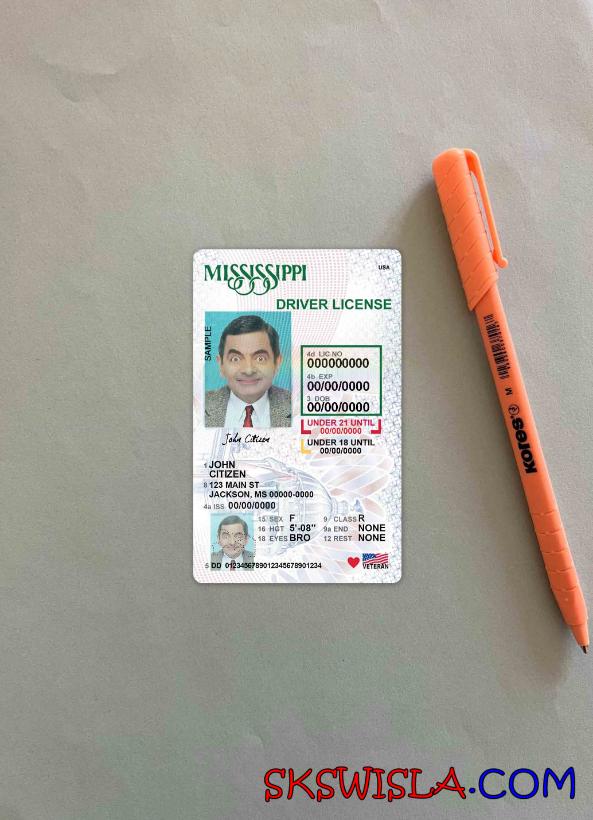 MISSISSIPPI
USA
DRIVER LICENSE
SAMPLE
4d LIC.NO
000000000
4b EXP
00/00/0000
3 DOB
00/00/0000
UNDER 21 UNTIL
00/00/0000
UNDER 18 UNTIL
00/00/0000
John Citizen
1 JOHN
CITIZEN
8 123 MAIN ST
JACKSON, MS 00000-0000
4a ISS 00/00/0000
15 SEX F 9 CLASS R
16 HGT 5'-08" 9a END NONE
18 EYES BRO 12 REST NONE
5 DD 0123456789012345678901234
VETERAN
M
kores
SKSWISLA.COM